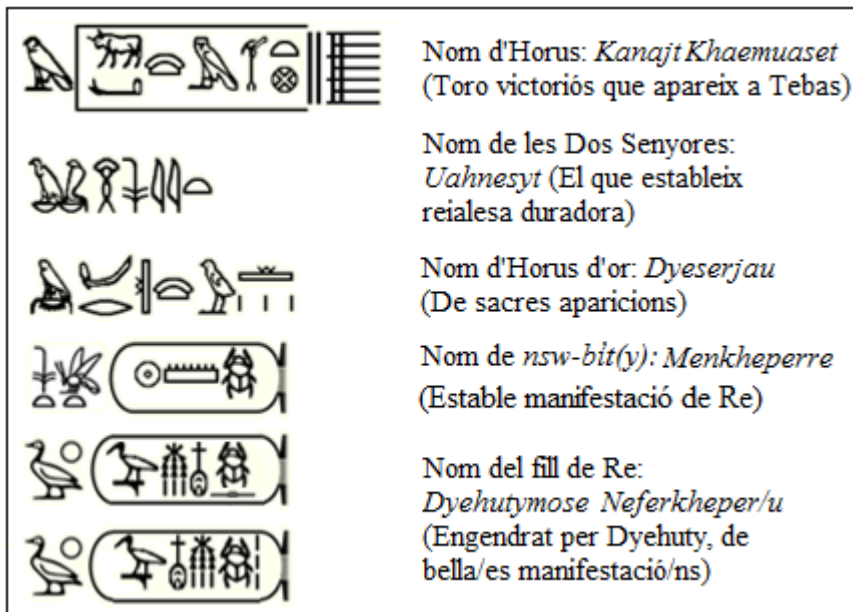 Nom d'Horus: Kanajt Khaemuaset
(Toro victoriós que apareix a Tebas)
Nom de les Dos Senyores:
Uahnesyt (El que estableix
reialesa duradora)
Nom d'Horus d'or: Dyeserjau
(De sacres aparicions)
Nom de nsw-bỉt(y): Menkheperre
(Estable manifestació de Re)
Nom del fill de Re:
Dyehutymose Neferkheper/u
(Engendrat per Dyehuty, de
bella/es manifestació/ns)